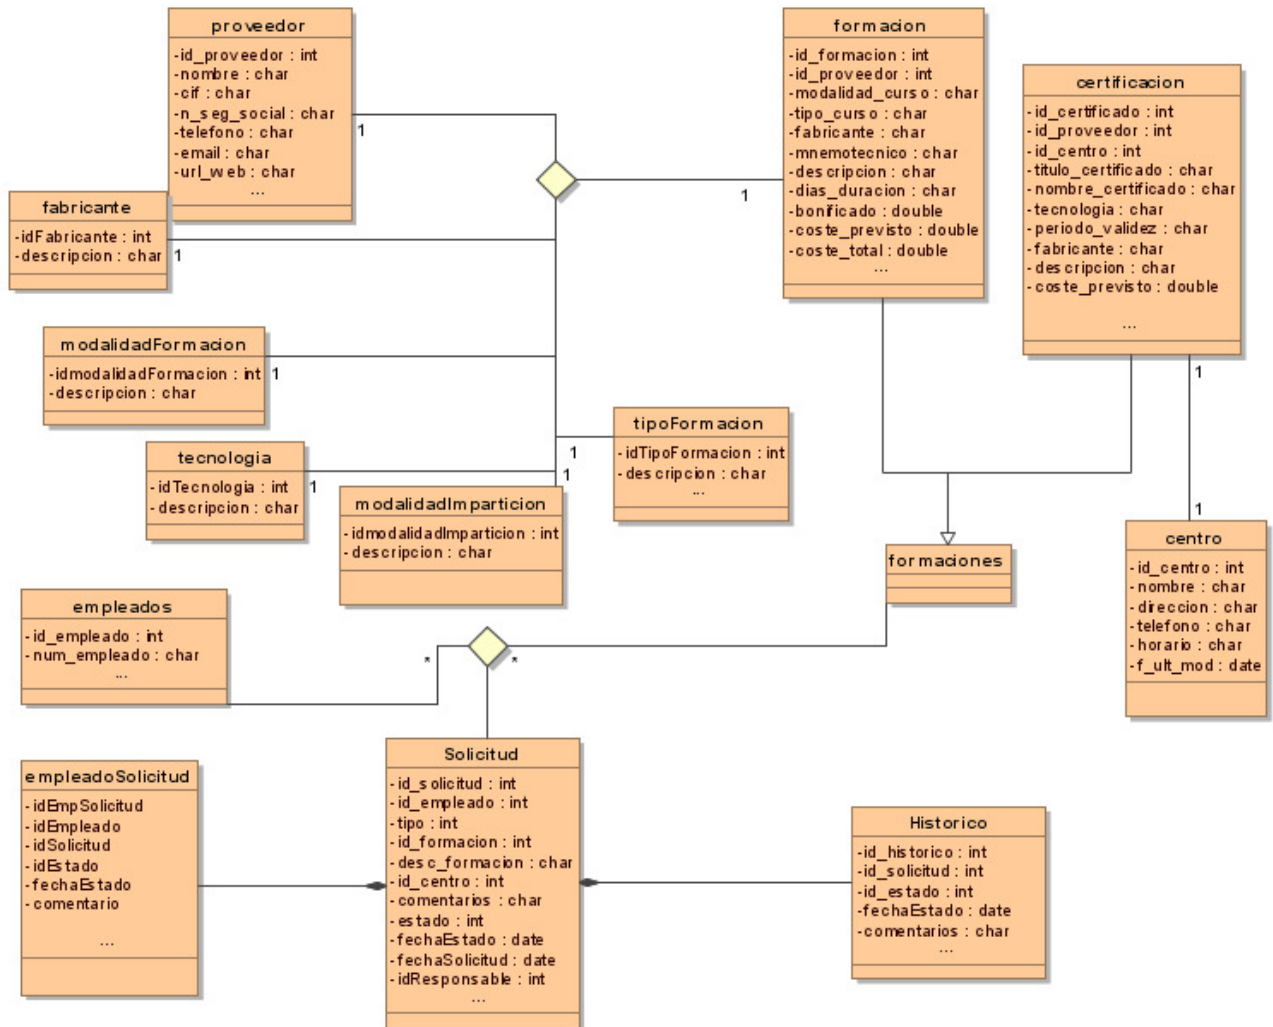 proveedor
-id_proveedor : int
-nombre : char
-cif : char
-n_seg_social : char
-telefono : char
-email : char
-url_web : char
...
formacion
-id_formacion : int
-id_proveedor : int
-modalidad_curso : char
-tipo_curso : char
-fabricante : char
-mnemotecnico : char
-descripcion : char
-dias_duracion : char
-bonificado : double
-coste_previsto : double
-coste_total : double
...
certificacion
-id_certificado : int
-id_proveedor : int
-id_centro : int
-titulo_certificado : char
-nombre_certificado : char
-tecnologia : char
-periodo_validez : char
-fabricante : char
-descripcion : char
-coste_previsto : double
...
1
1
fabricante
-idFabricante : int
-descripcion : char
1
modalidadFormacion
-idmodalidadFormacion : int
-descripcion : char
1
tipoFormacion
-idTipoFormacion : int
-descripcion : char
...
1
tecnologia
-idTecnologia : int
-descripcion : char
1
1
modalidadImparticion
-idmodalidadImparticion : int
-descripcion : char
1
1
centro
-id_centro : int
-nombre : char
-direccion : char
-telefono : char
-horario : char
-f_ult_mod : date
formaciones
empleados
-id_empleado : int
-num_empleado : char
...
*
*
empleadoSolicitud
-idEmpSolicitud
-idEmpleado
-idSolicitud
-idEstado
-fechaEstado
-comentario
...
Solicitud
-id_solicitud : int
-id_empleado : int
-tipo : int
-id_formacion : int
-desc_formacion : char
-id_centro : int
-comentarios : char
-estado : int
-fechaEstado : date
-fechaSolicitud : date
-idResponsable : int
...
Historico
-id_historico : int
-id_solicitud : int
-id_estado : int
-fechaEstado : date
-comentarios : char
...